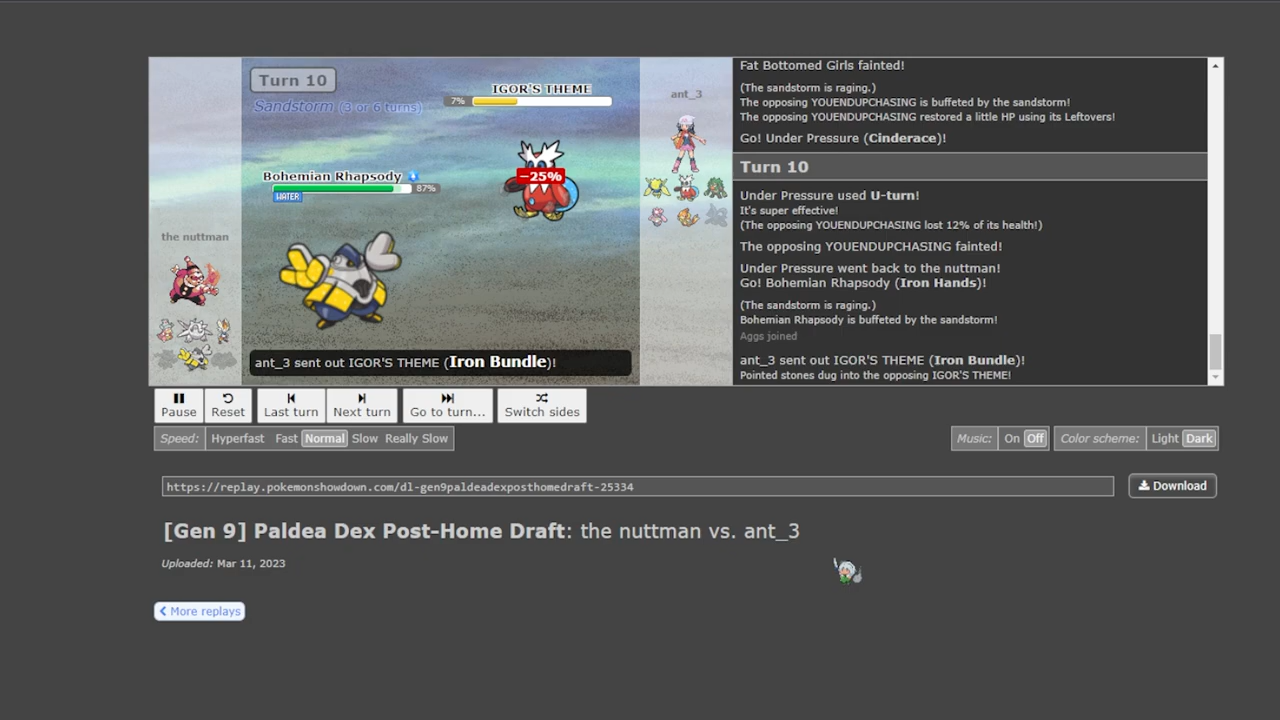 Turn 10
Sandstorm (3 or 6 turns)
IGOR'S THEME
7%
−25%
Bohemian Rhapsody
87%
WATER
the nuttman
ant_3
ant_3 sent out IGOR'S THEME (Iron Bundle)!
Fat Bottomed Girls fainted!
(The sandstorm is raging.)
The opposing YOUENDUPCHASING is buffeted by the sandstorm!
The opposing YOUENDUPCHASING restored a little HP using its Leftovers!
Go! Under Pressure (Cinderace)!
Turn 10
Under Pressure used U-turn!
It's super effective!
(The opposing YOUENDUPCHASING lost 12% of its health!)
The opposing YOUENDUPCHASING fainted!
Under Pressure went back to the nuttman!
Go! Bohemian Rhapsody (Iron Hands)!
(The sandstorm is raging.)
Bohemian Rhapsody is buffeted by the sandstorm!
Aggs joined
ant_3 sent out IGOR'S THEME (Iron Bundle)!
Pointed stones dug into the opposing IGOR'S THEME!
Pause Reset Last turn Next turn Go to turn... Switch sides
Speed: Hyperfast Fast Normal Slow Really Slow Music: On Off Color scheme: Light Dark
https://replay.pokemonshowdown.com/dl-gen9paldeadexposthomedraft-25334 Download
[Gen 9] Paldea Dex Post-Home Draft: the nuttman vs. ant_3
Uploaded: Mar 11, 2023
More replays